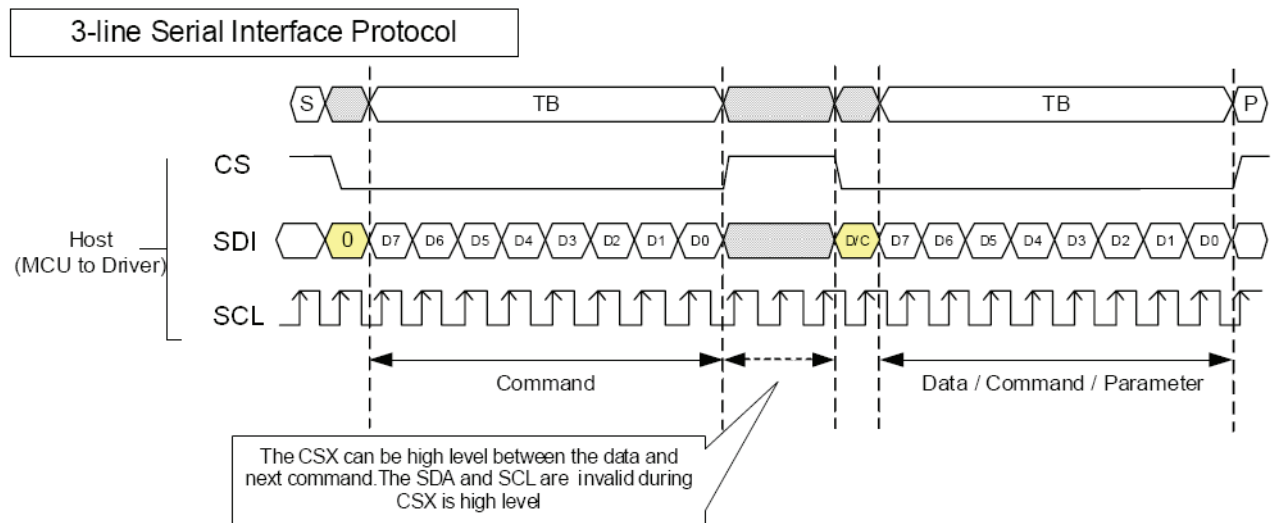 3-line Serial Interface Protocol
S TB TB P
CS
Host
(MCU to Driver)
SDI 0 D7 D6 D5 D4 D3 D2 D1 D0 D/C D7 D6 D5 D4 D3 D2 D1 D0
SCL
Command Data / Command / Parameter
The CSX can be high level between the data and
next command.The SDA and SCL are invalid during
CSX is high level